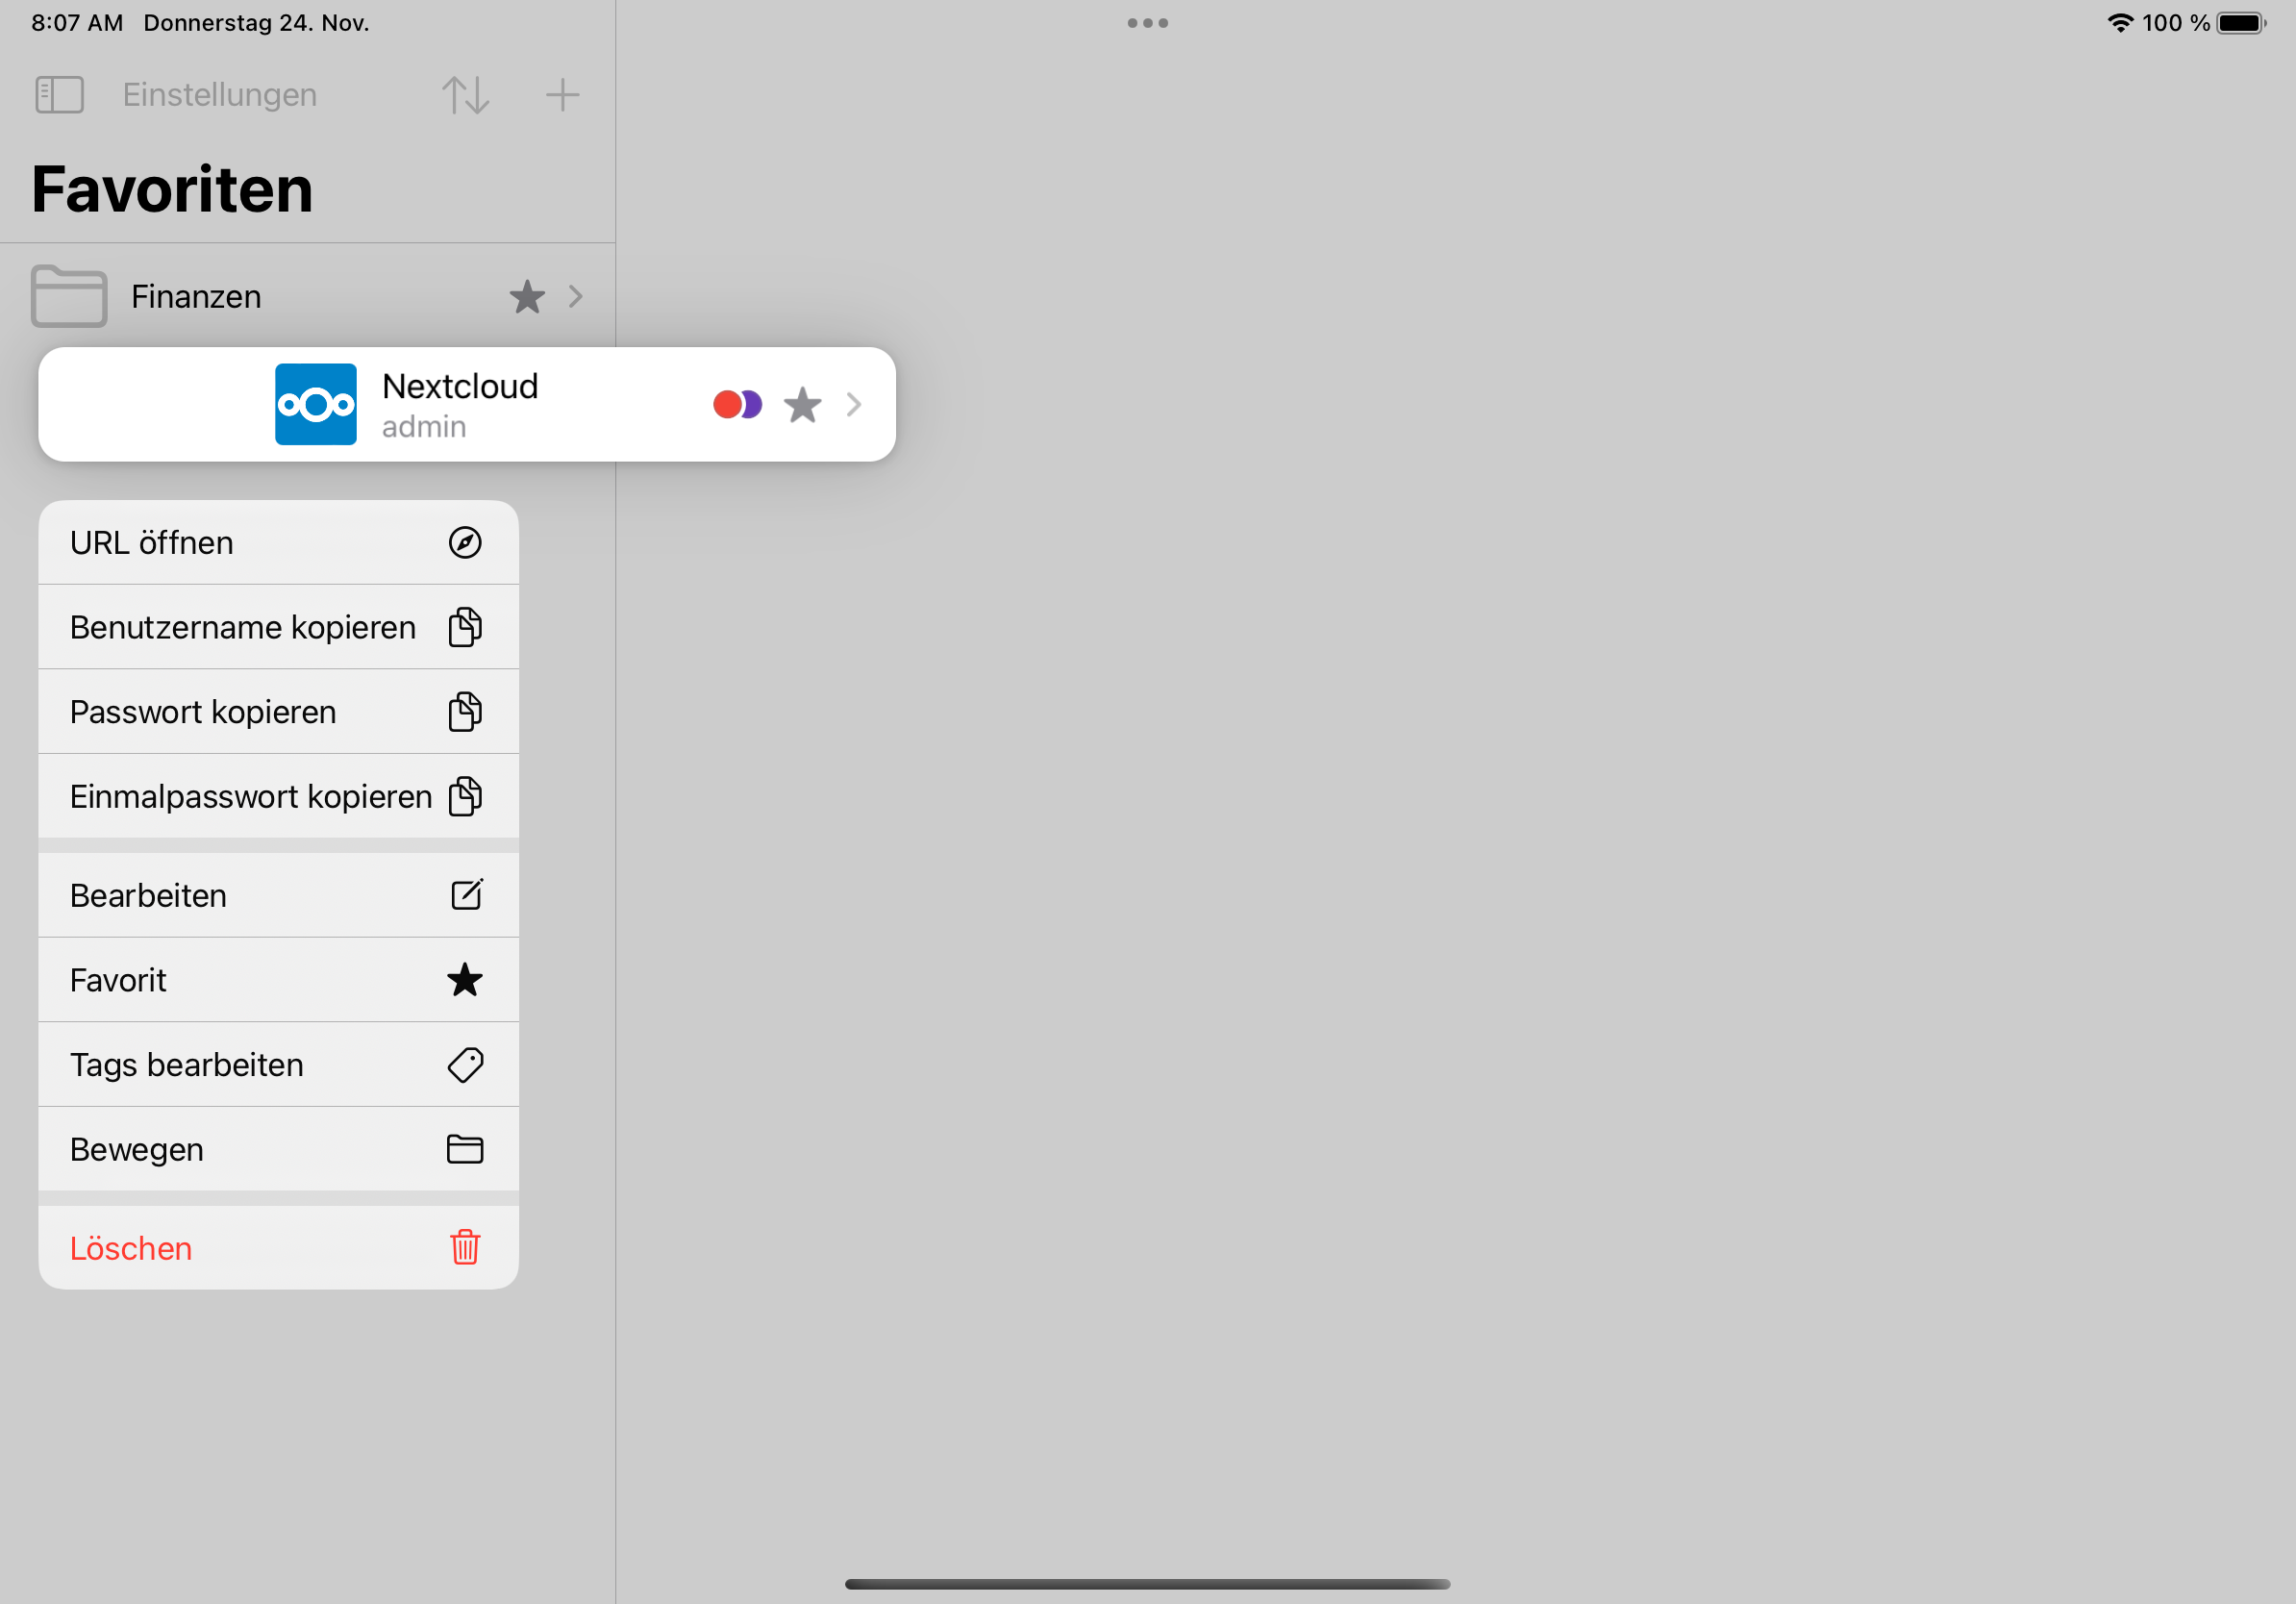 8:07 AM Donnerstag 24. Nov.
100 %
Einstellungen
Favoriten
Finanzen
Nextcloud
admin
URL öffnen
Benutzername kopieren
Passwort kopieren
Einmalpasswort kopieren
Bearbeiten
Favorit
Tags bearbeiten
Bewegen
Löschen